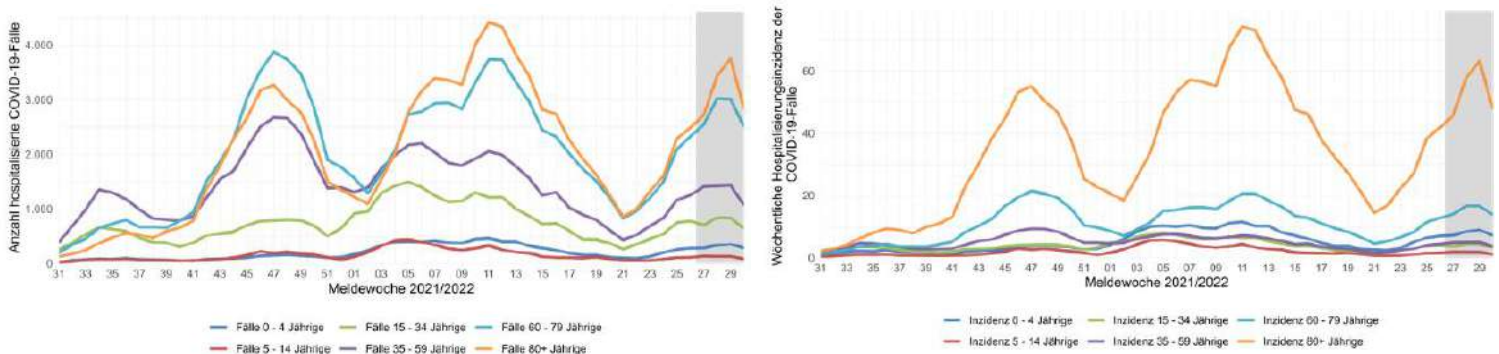 Anzahl hospitalisierte COVID-19-Fälle
4.000
3.000
2.000
1.000
0
31 33 35 37 39 41 43 45 47 49 51 01 03 05 07 09 11 13 15 17 19 21 23 25 27 29
Meldewoche 2021/2022
Fälle 0 - 4 Jährige
Fälle 15 - 34 Jährige
Fälle 60 - 79 Jährige
Fälle 5 - 14 Jährige
Fälle 35 - 59 Jährige
Fälle 80+ Jährige
Wöchentliche Hospitalisierungsinzidenz der
COVID-19-Fälle
60
40
20
0
31 33 35 37 39 41 43 45 47 49 51 01 03 05 07 09 11 13 15 17 19 21 23 25 27 29
Meldewoche 2021/2022
Inzidenz 0 - 4 Jährige
Inzidenz 15 - 34 Jährige
Inzidenz 60 - 79 Jährige
Inzidenz 5 - 14 Jährige
Inzidenz 35 - 59 Jährige
Inzidenz 80+ Jährige